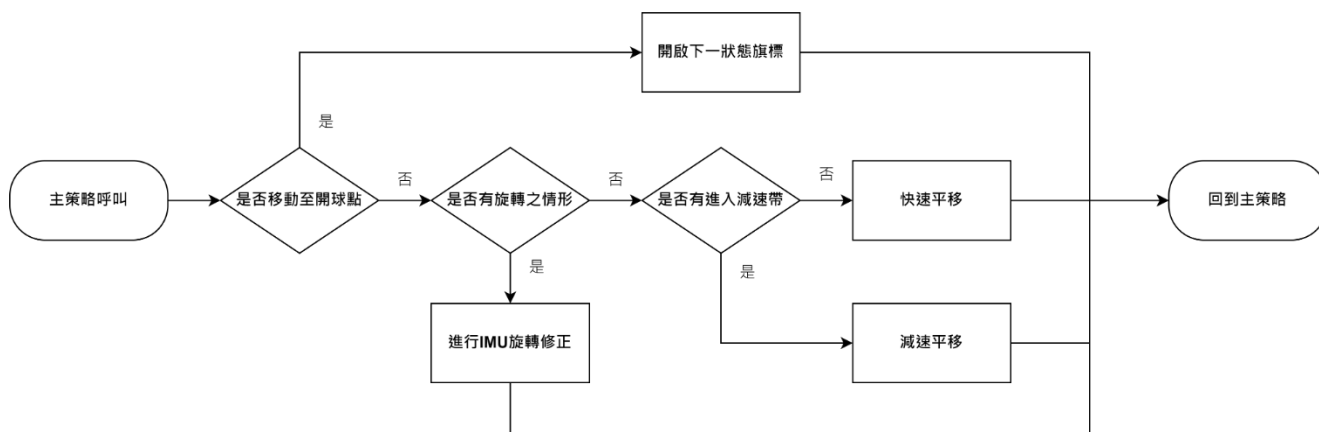 開啟下一狀態旗標
是
主策略呼叫
是否移動至開球點
否
是否有旋轉之情形
否
是否有進入減速帶
否
快速平移
回到主策略
是
是
進行IMU旋轉修正
減速平移